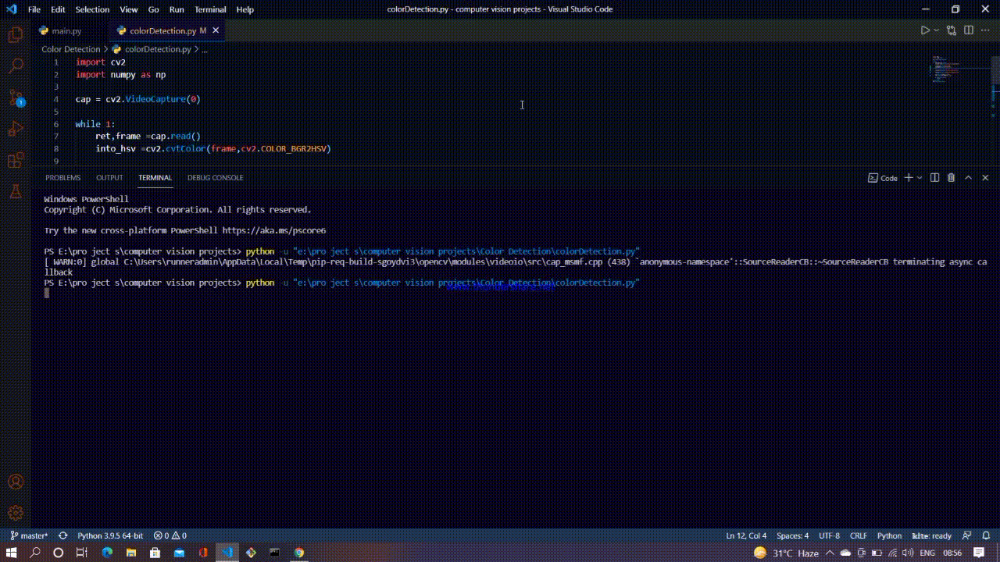 File Edit Selection View Go Run Terminal Help colorDetection.py - computer vision projects - Visual Studio Code
main.py colorDetection.py M
Color Detection > colorDetection.py > ...
1 import cv2
2 import numpy as np
3
4 cap = cv2.VideoCapture(0)
5
6 while 1:
7 ret,frame =cap.read()
8 into_hsv =cv2.cvtColor(frame,cv2.COLOR_BGR2HSV)
9
1
PROBLEMS OUTPUT TERMINAL DEBUG CONSOLE Code
Windows PowerShell
Copyright (C) Microsoft Corporation. All rights reserved.
Try the new cross-platform PowerShell https://aka.ms/pscore6
PS E:\pro ject s\computer vision projects> python -u "e:\pro ject s\computer vision projects\Color Detection\colorDetection.py"
[ WARN:0] global C:\Users\runneradmin\AppData\Local\Temp\pip-req-build-sgoydvi3\opencv\modules\videoio\src\cap_msmf.cpp (438) `anonymous-namespace'::SourceReaderCB::~SourceReaderCB terminating async ca
llback
PS E:\pro ject s\computer vision projects> python -u "e:\pro ject s\computer vision projects\Color Detection\colorDetection.py"
master* Python 3.9.5 64-bit 0 0 Ln 12, Col 4 Spaces: 4 UTF-8 CRLF Python kite: ready
31°C Haze ENG 08:56